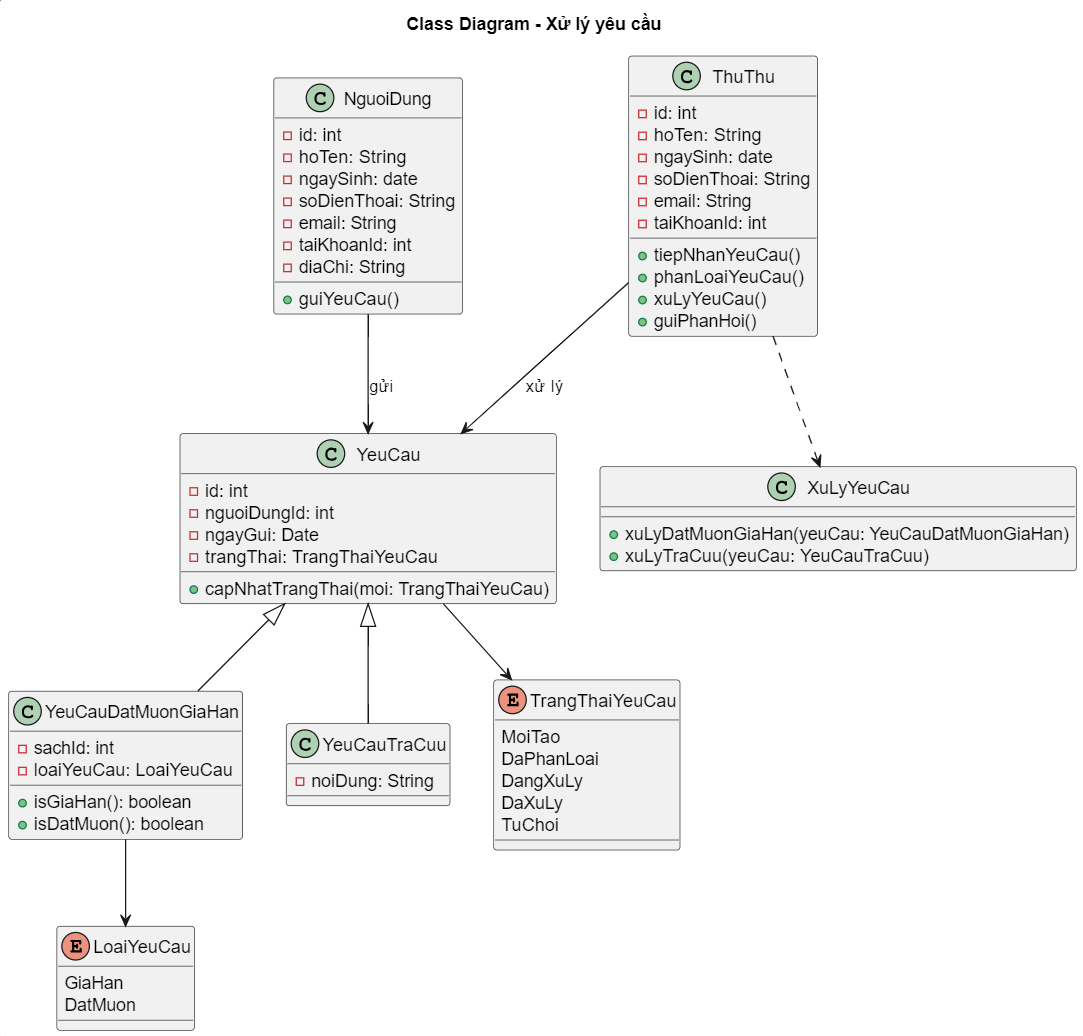 Class Diagram - Xử lý yêu cầu
C NguoiDung
id: int
hoTen: String
ngaySinh: date
soDienThoai: String
email: String
taiKhoanId: int
diaChi: String
guiYeuCau()
C ThuThu
id: int
hoTen: String
ngaySinh: date
soDienThoai: String
email: String
taiKhoanId: int
tiepNhanYeuCau()
phanLoaiYeuCau()
xuLyYeuCau()
guiPhanHoi()
gửi
xử lý
C YeuCau
id: int
nguoiDungId: int
ngayGui: Date
trangThai: TrangThaiYeuCau
capNhatTrangThai(moi: TrangThaiYeuCau)
C XuLyYeuCau
xuLyDatMuonGiaHan(yeuCau: YeuCauDatMuonGiaHan)
xuLyTraCuu(yeuCau: YeuCauTraCuu)
C YeuCauDatMuonGiaHan
sachId: int
loaiYeuCau: LoaiYeuCau
isGiaHan(): boolean
isDatMuon(): boolean
C YeuCauTraCuu
noiDung: String
E TrangThaiYeuCau
MoiTao
DaPhanLoai
DangXuLy
DaXuLy
TuChoi
E LoaiYeuCau
GiaHan
DatMuon